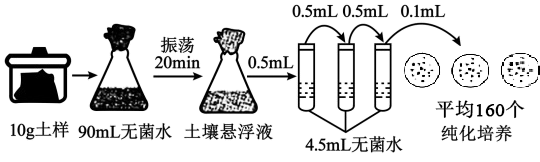 0.5mL 0.5mL 0.1mL
振荡
20min
0.5mL
10g土样 90mL无菌水 土壤悬浮液
4.5mL无菌水
平均160个
纯化培养